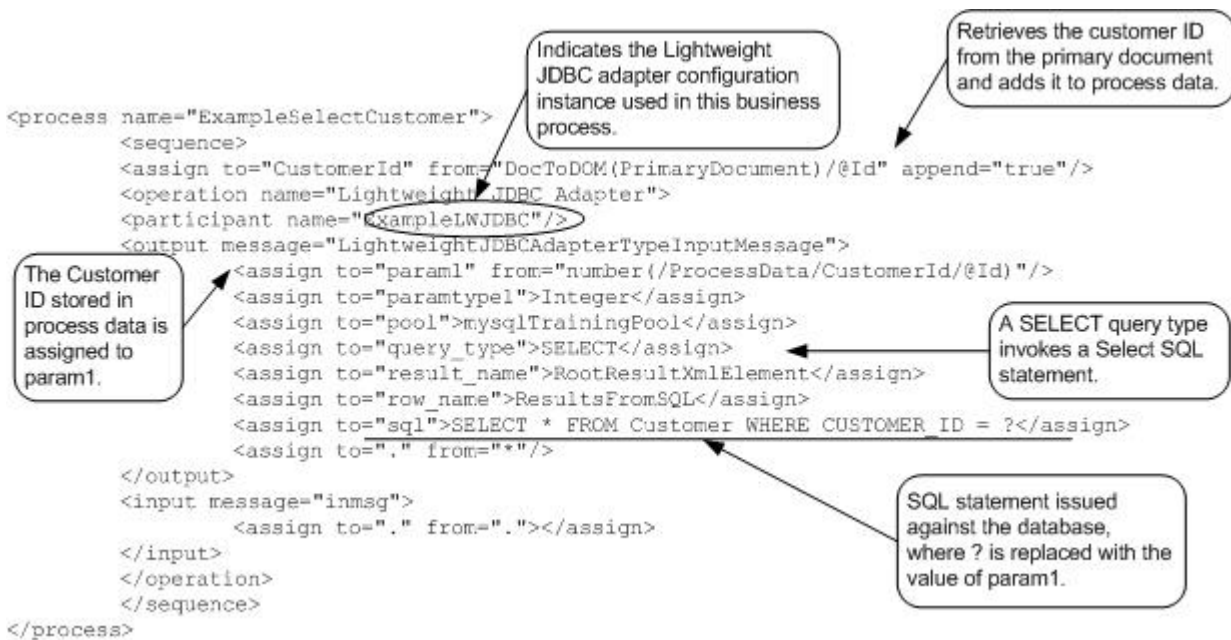 Indicates the Lightweight
JDBC adapter configuration
instance used in this business
process.
Retrieves the customer ID
from the primary document
and adds it to process data.
<process name="ExampleSelectCustomer">
<sequence>
<assign to="CustomerId" from="DocToDOM(PrimaryDocument)/@Id" append="true"/>
<operation name="Lightweight JDBC Adapter">
<participant name="ExampleLWJDBC"/>
<output message="LightweightJDBCAdapterTypeInputMessage">
The Customer
ID stored in
process data is
assigned to
param1.
<assign to="param1" from="number(/ProcessData/CustomerId/@Id)"/>
<assign to="paramtype1">Integer</assign>
<assign to="pool">mysqlTrainingPool</assign>
<assign to="query_type">SELECT</assign>
<assign to="result_name">RootResultXmlElement</assign>
<assign to="row_name">ResultsFromSQL</assign>
<assign to="sql">SELECT * FROM Customer WHERE CUSTOMER_ID = ?</assign>
<assign to="." from="*"/>
A SELECT query type
invokes a Select SQL
statement.
</output>
<input message="inmsg">
<assign to="." from="."></assign>
</input>
</operation>
</sequence>
</process>
SQL statement issued
against the database,
where ? is replaced with the
value of param1.